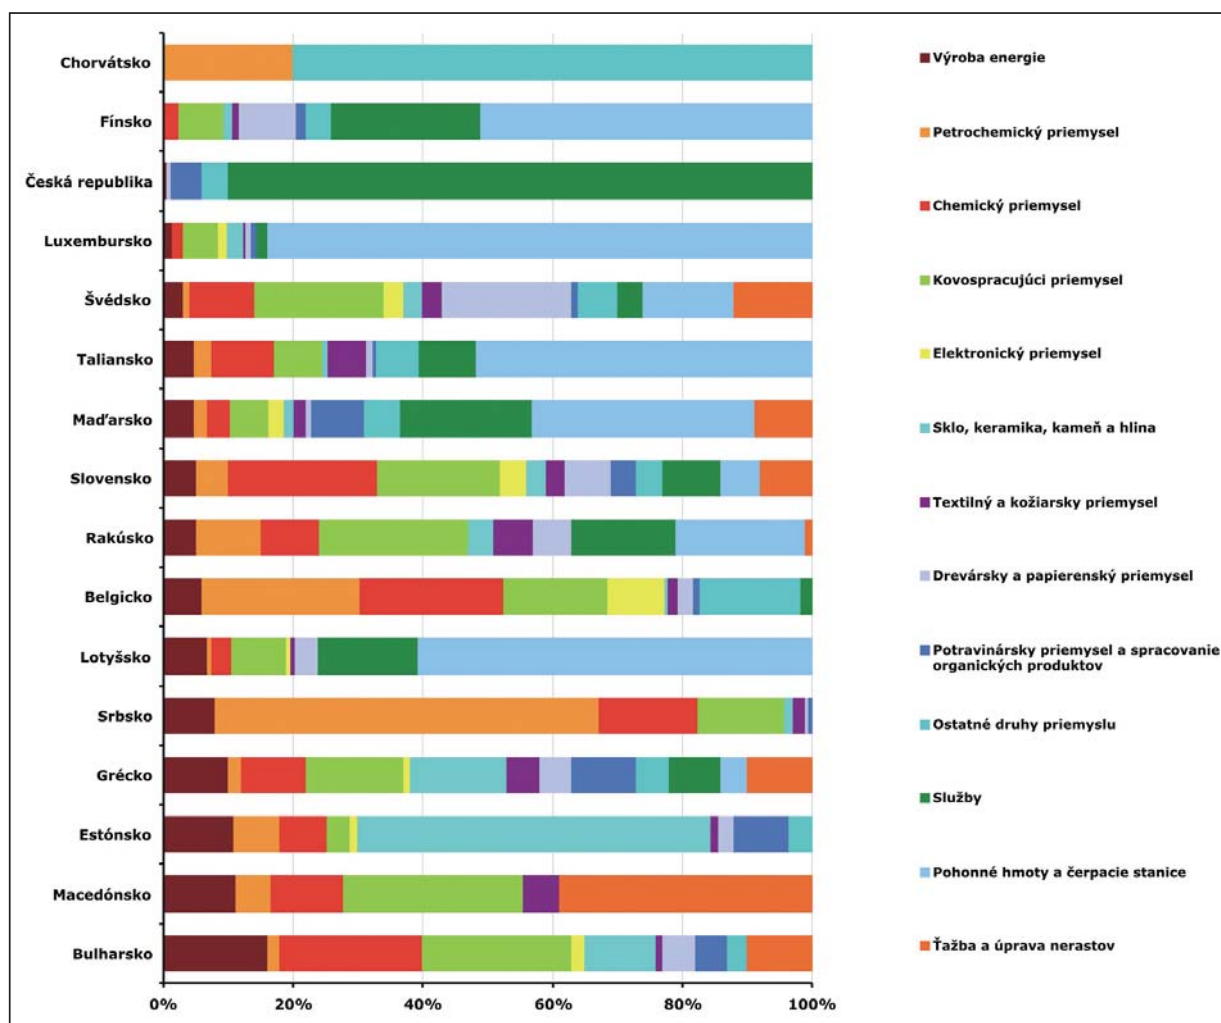 Chorvátsko
Fínsko
Česká republika
Luxembursko
Švédsko
Taliansko
Maďarsko
Slovensko
Rakúsko
Belgicko
Lotyšsko
Srbsko
Grécko
Estónsko
Macedónsko
Bulharsko
0%
20%
40%
60%
80%
100%
Výroba energie
Petrochemický priemysel
Chemický priemysel
Kovospracujúci priemysel
Elektronický priemysel
Sklo, keramika, kameň a hlina
Textilný a kožiarsky priemysel
Drevársky a papierenský priemysel
Potravinársky priemysel a spracovanie
organických produktov
Ostatné druhy priemyslu
Služby
Pohonné hmoty a čerpacie stanice
Ťažba a úprava nerastov